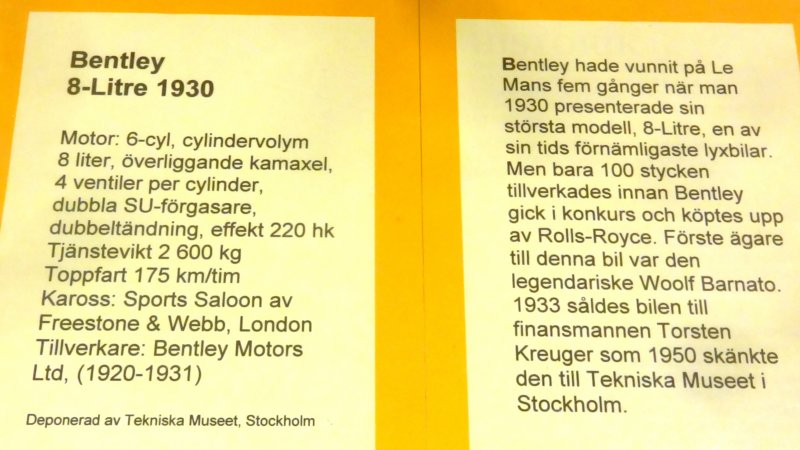 Bentley
8-Litre 1930
Motor: 6-cyl, cylindervolym
8 liter, överliggande kamaxel,
4 ventiler per cylinder,
dubbla SU-förgasare,
dubbeltändning, effekt 220 hk
Tjänstevikt 2 600 kg
Toppfart 175 km/tim
Kaross: Sports Saloon av
Freestone & Webb, London
Tillverkare: Bentley Motors
Ltd, (1920-1931)
Deponerad av Tekniska Museet, Stockholm
Bentley hade vunnit på Le
Mans fem gånger när man
1930 presenterade sin
största modell, 8-Litre, en av
sin tids förnämligaste lyxbilar.
Men bara 100 stycken
tillverkades innan Bentley
gick i konkurs och köptes upp
av Rolls-Royce. Förste ägare
till denna bil var den
legendariske Woolf Barnato.
1933 såldes bilen till
finansmannen Torsten
Kreuger som 1950 skänkte
den till Tekniska Museet i
Stockholm.